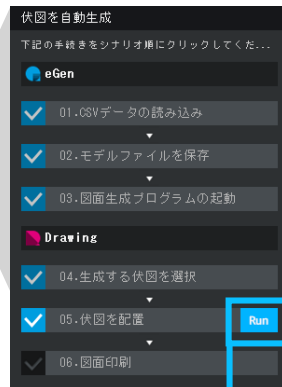 伏図を自動生成
下記の手続きをシナリオ順にクリックしてくだ...
eGen
01.CSVデータの読み込み
02.モデルファイルを保存
03.図面生成プログラムの起動
Drawing
04.生成する伏図を選択
05.伏図を配置 Run
06.図面印刷